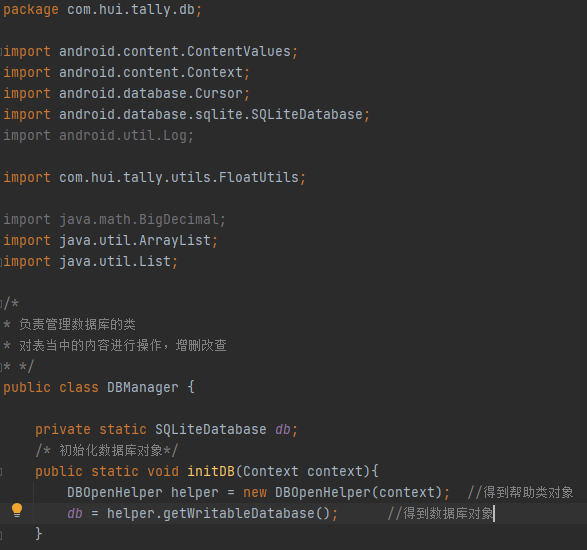 package com.hui.tally.db;
import android.content.ContentValues;
import android.content.Context;
import android.database.Cursor;
import android.database.sqlite.SQLiteDatabase;
import android.util.Log;
import com.hui.tally.utils.FloatUtils;
import java.math.BigDecimal;
import java.util.ArrayList;
import java.util.List;
/*
* 负责管理数据库的类
* 对表当中的内容进行操作，增删改查
* */
public class DBManager {
private static SQLiteDatabase db;
/* 初始化数据库对象*/
public static void initDB(Context context){
DBOpenHelper helper = new DBOpenHelper(context);  //得到帮助类对象
db = helper.getWritableDatabase();      //得到数据库对象
}